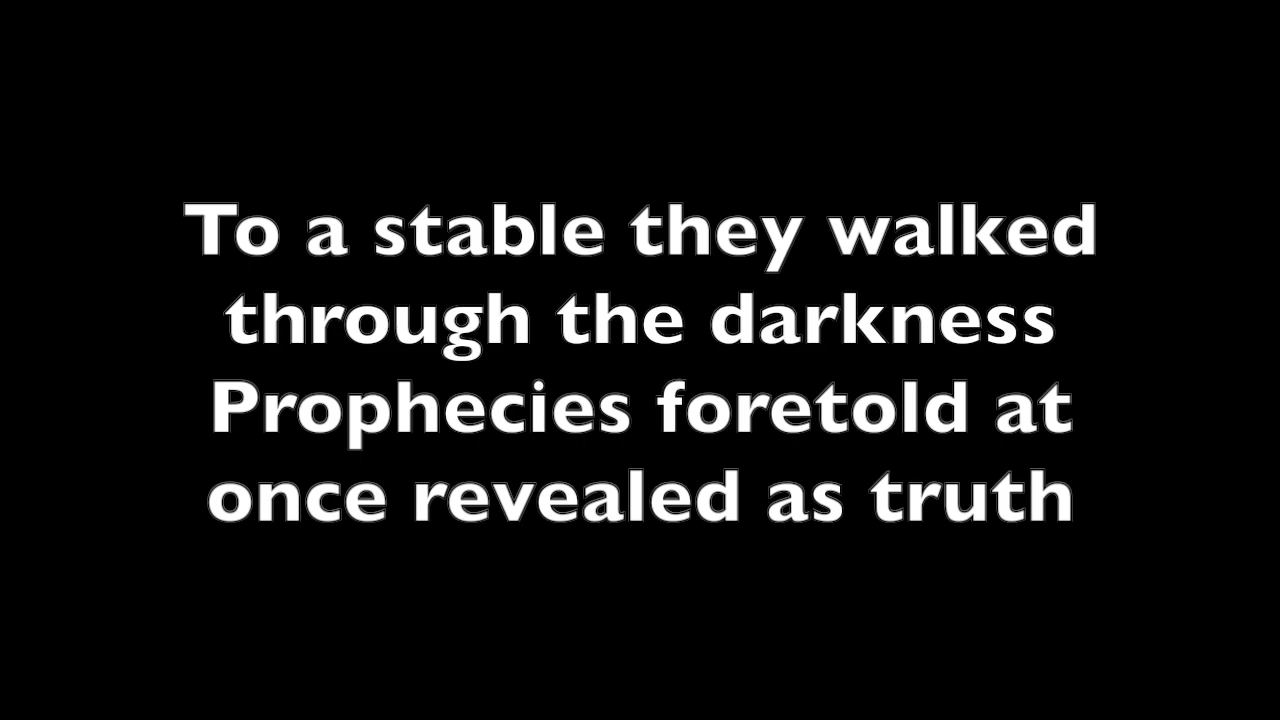 To a stable they walked
through the darkness
Prophecies foretold at
once revealed as truth